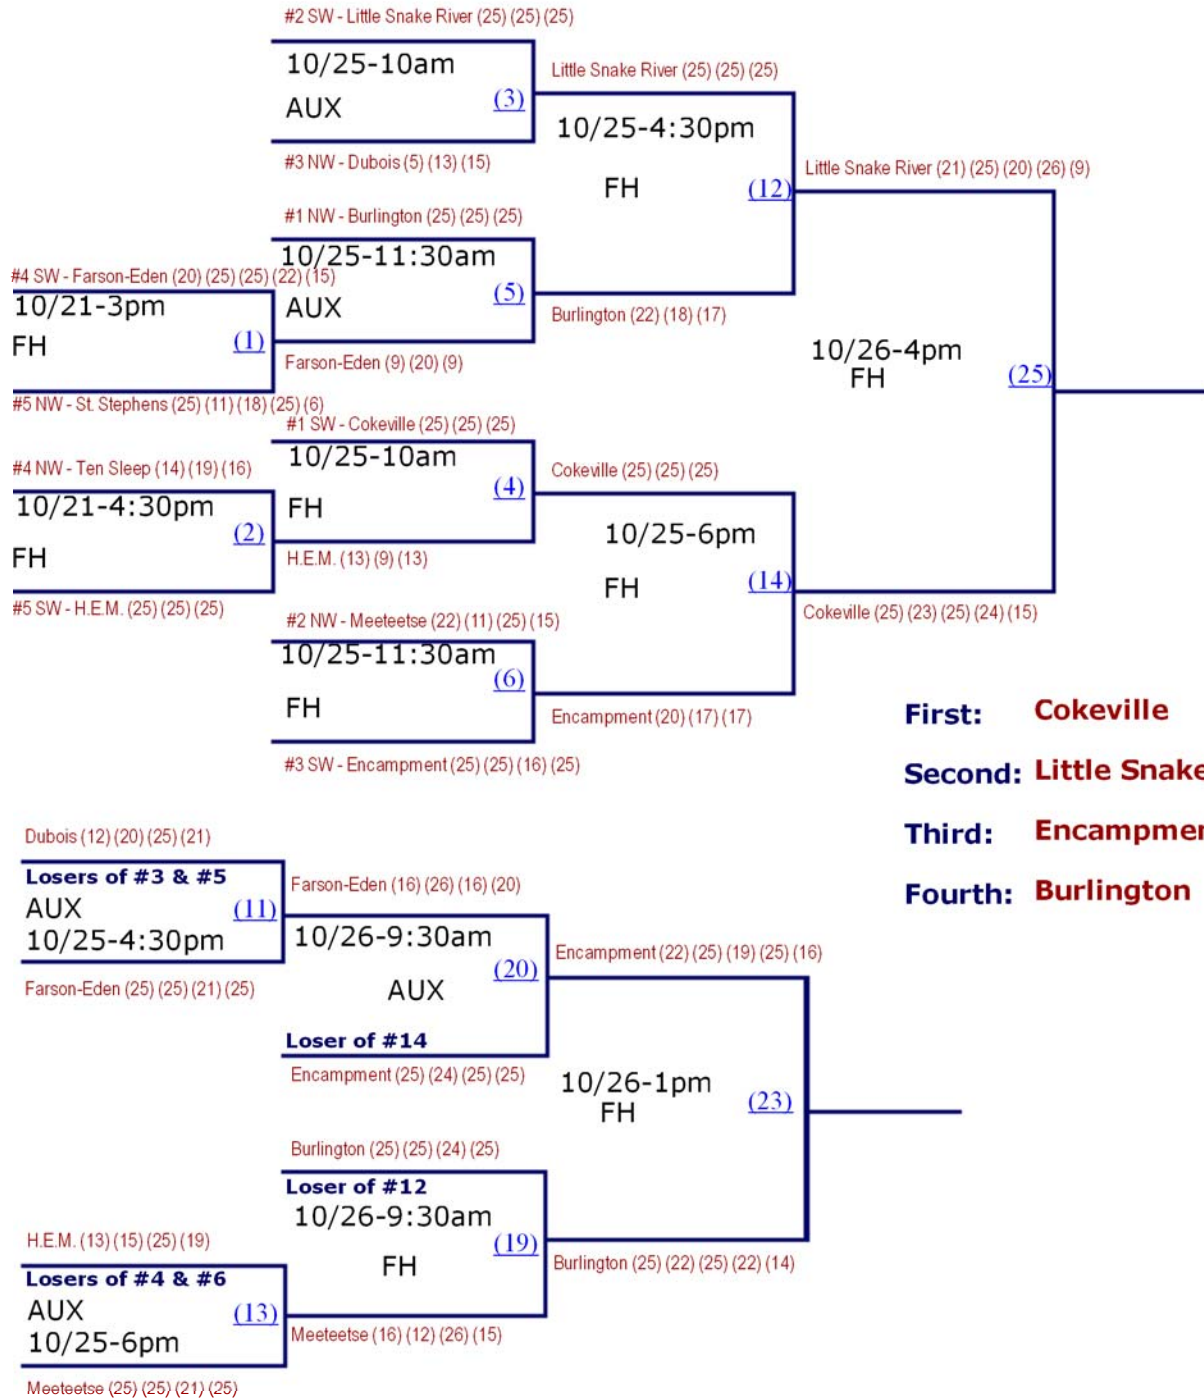 #2 SW - Little Snake River (25) (25) (25)
10/25-10am
AUX
(3)
#3 NW - Dubois (5) (13) (15)
Little Snake River (25) (25) (25)
10/25-4:30pm
FH
(12)
Little Snake River (21) (25) (20) (26) (9)
#1 NW - Burlington (25) (25) (25)
10/25-11:30am
AUX
(5)
Burlington (22) (18) (17)
#4 SW - Farson-Eden (20) (25) (25) (22) (15)
10/21-3pm
FH
(1)
Farson-Eden (9) (20) (9)
#5 NW - St. Stephens (25) (11) (18) (25) (6)
10/26-4pm
FH
(25)
#1 SW - Cokeville (25) (25) (25)
10/25-10am
FH
(4)
Cokeville (25) (25) (25)
#4 NW - Ten Sleep (14) (19) (16)
10/21-4:30pm
FH
(2)
H.E.M. (13) (9) (13)
#5 SW - H.E.M. (25) (25) (25)
10/25-6pm
FH
(14)
Cokeville (25) (23) (25) (24) (15)
#2 NW - Meeteetse (22) (11) (25) (15)
10/25-11:30am
FH
(6)
Encampment (20) (17) (17)
#3 SW - Encampment (25) (25) (16) (25)
First: Cokeville
Second: Little Snake
Third: Encampmen
Fourth: Burlington
Dubois (12) (20) (25) (21)
Losers of #3 & #5
AUX
10/25-4:30pm
(11)
Farson-Eden (25) (25) (21) (25)
Farson-Eden (16) (26) (16) (20)
10/26-9:30am
AUX
(20)
Loser of #14
Encampment (25) (24) (25) (25)
Encampment (22) (25) (19) (25) (16)
10/26-1pm
FH
(23)
Burlington (25) (25) (24) (25)
Loser of #12
10/26-9:30am
FH
(19)
Burlington (25) (22) (25) (22) (14)
H.E.M. (13) (15) (25) (19)
Losers of #4 & #6
AUX
10/25-6pm
(13)
Meeteetse (16) (12) (26) (15)
Meeteetse (25) (25) (21) (25)